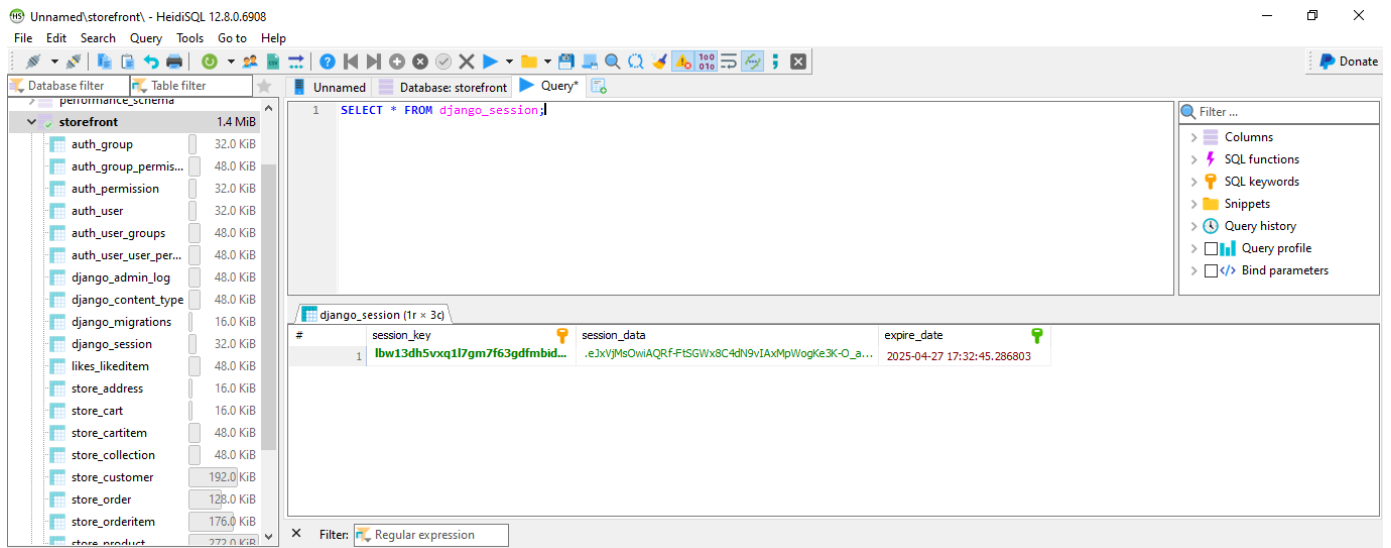 Unnamed\storefront\ - HeidiSQL 12.8.0.6908
File Edit Search Query Tools Go to Help
Donate
Database filter
Table filter
Unnamed
Database: storefront
Query*
performance_schema
storefront 1.4 MiB
auth_group 32.0 KiB
auth_group_permis... 48.0 KiB
auth_permission 32.0 KiB
auth_user 32.0 KiB
auth_user_groups 48.0 KiB
auth_user_user_per... 48.0 KiB
django_admin_log 48.0 KiB
django_content_type 48.0 KiB
django_migrations 16.0 KiB
django_session 32.0 KiB
likes_likeditem 48.0 KiB
store_address 16.0 KiB
store_cart 16.0 KiB
store_cartitem 48.0 KiB
store_collection 48.0 KiB
store_customer 192.0 KiB
store_order 128.0 KiB
store_orderitem 176.0 KiB
store_product 272.0 KiB
1 SELECT * FROM django_session;
Filter ...
Columns
SQL functions
SQL keywords
Snippets
Query history
Query profile
Bind parameters
django_session (1r × 3c)
# session_key session_data expire_date
1 lbw13dh5vxq1l7gm7f63gdfmbid... .eJxVjMsOwiAQRf-FtSGWx8C4dN9vIAxMpWogKe3K-O_a... 2025-04-27 17:32:45.286803
Filter: Regular expression